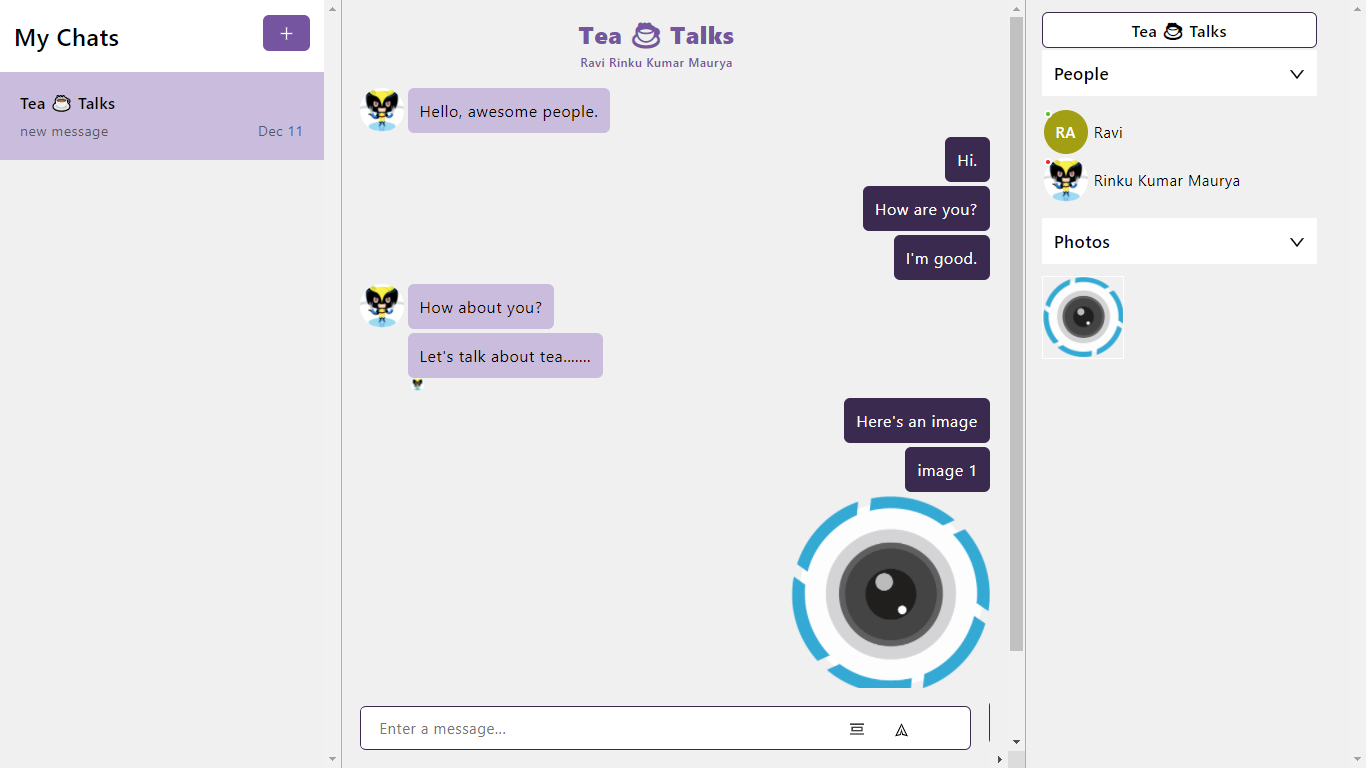 My Chats
+
Tea ☕ Talks
new message
Dec 11
Tea ☕ Talks
Ravi Rinku Kumar Maurya
Hello, awesome people.
Hi.
How are you?
I'm good.
How about you?
Let's talk about tea.......
Here's an image
image 1
Enter a message...
Tea ☕ Talks
People
RA Ravi
Rinku Kumar Maurya
Photos